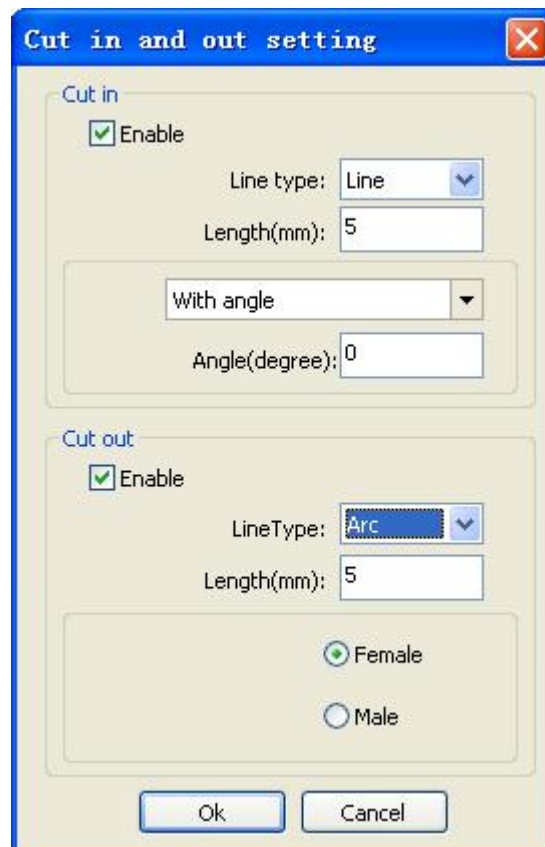 Cut in and out setting
Cut in
Enable
Line type: Line
Length(mm): 5
With angle
Angle(degree): 0
Cut out
Enable
LineType: Arc
Length(mm): 5
Female
Male
Ok Cancel